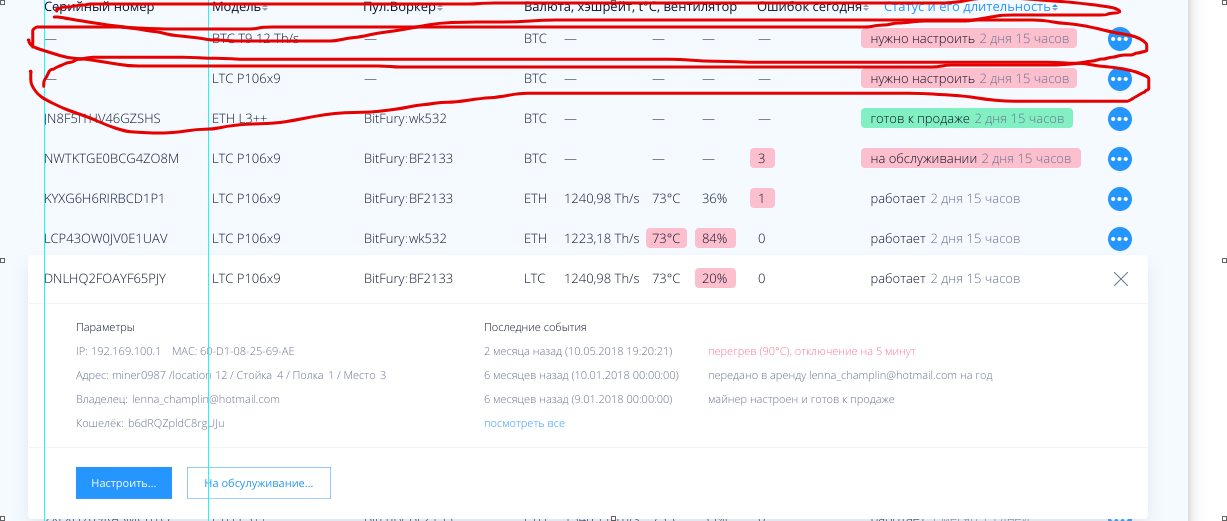 Серийный номер Модель Пул:Воркер Валюта, хэшрейт, t°C, вентилятор Ошибок сегодня Статус и его длительность
— BTC T9 12 Th/s — BTC — — — — нужно настроить 2 дня 15 часов
— LTC P106x9 — BTC — — — — нужно настроить 2 дня 15 часов
ETH L3++ BitFury:wk532 BTC — — — — готов к продаже 2 дня 15 часов
NWTKTGE0BCG4ZO8M LTC P106x9 BitFury:BF2133 BTC — — — 3 на обслуживании 2 дня 15 часов
KYXG6H6RIRBCD1P1 LTC P106x9 BitFury:BF2133 ETH 1240,98 Th/s 73°C 36% 1 работает 2 дня 15 часов
LCP43OW0JV0E1UAV LTC P106x9 BitFury:wk532 ETH 1223,18 Th/s 73°C 84% 0 работает 2 дня 15 часов
DNLHQ2FOAYF65PJY LTC P106x9 BitFury:BF2133 LTC 1240,98 Th/s 73°C 20% 0 работает 2 дня 15 часов
Параметры Последние события
IP: 192.169.100.1 MAC: 60-D1-08-25-69-AE 2 месяца назад (10.05.2018 19:20:21) перегрев (90°C), отключение на 5 минут
Адрес: miner0987 /location 12 / Стойка 4 / Полка 1 / Место 3 6 месяцев назад (10.01.2018 00:00:00) передано в аренду lenna_champlin@hotmail.com на год
Владелец: lenna_champlin@hotmail.com 6 месяцев назад (9.01.2018 00:00:00) майнер настроен и готов к продаже
Кошелёк: b6dRQZpldC8rgUJu посмотреть все
Настроить... На обсулуживание...